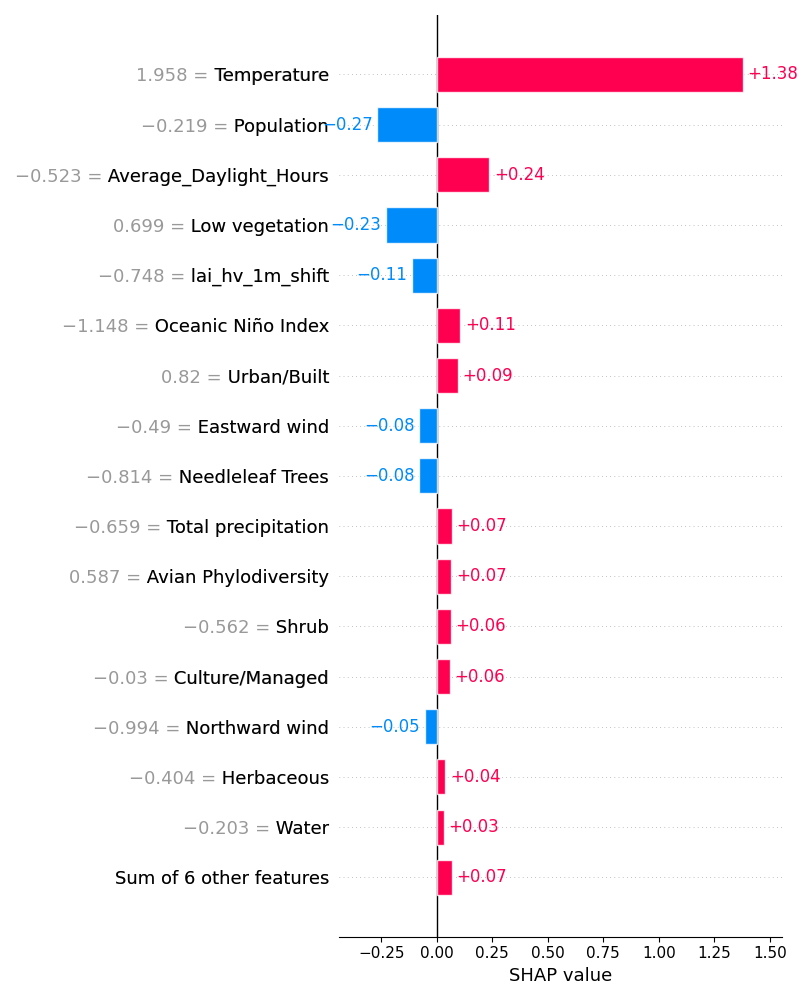 1.958 = Temperature +1.38
−0.219 = Population −0.27
−0.523 = Average_Daylight_Hours +0.24
0.699 = Low vegetation −0.23
−0.748 = lai_hv_1m_shift −0.11
−1.148 = Oceanic Niño Index +0.11
0.82 = Urban/Built +0.09
−0.49 = Eastward wind −0.08
−0.814 = Needleleaf Trees −0.08
−0.659 = Total precipitation +0.07
0.587 = Avian Phylodiversity +0.07
−0.562 = Shrub +0.06
−0.03 = Culture/Managed +0.06
−0.994 = Northward wind −0.05
−0.404 = Herbaceous +0.04
−0.203 = Water +0.03
Sum of 6 other features +0.07
−0.25 0.00 0.25 0.50 0.75 1.00 1.25 1.50
SHAP value